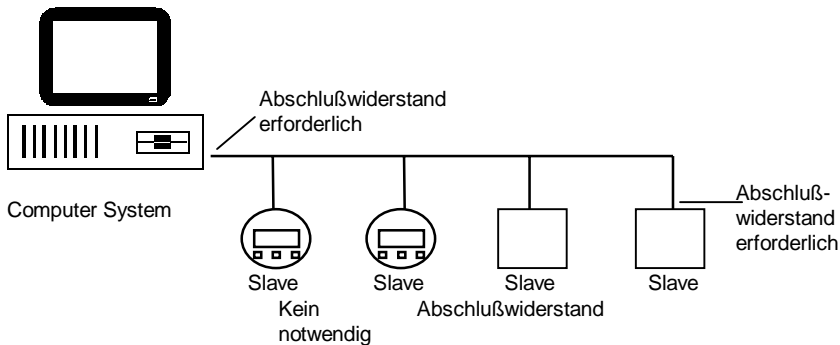 Abschlußwiderstand
erforderlich
Computer System
Abschluß-
widerstand
erforderlich
Slave Slave Slave Slave
Kein Abschlußwiderstand
notwendig